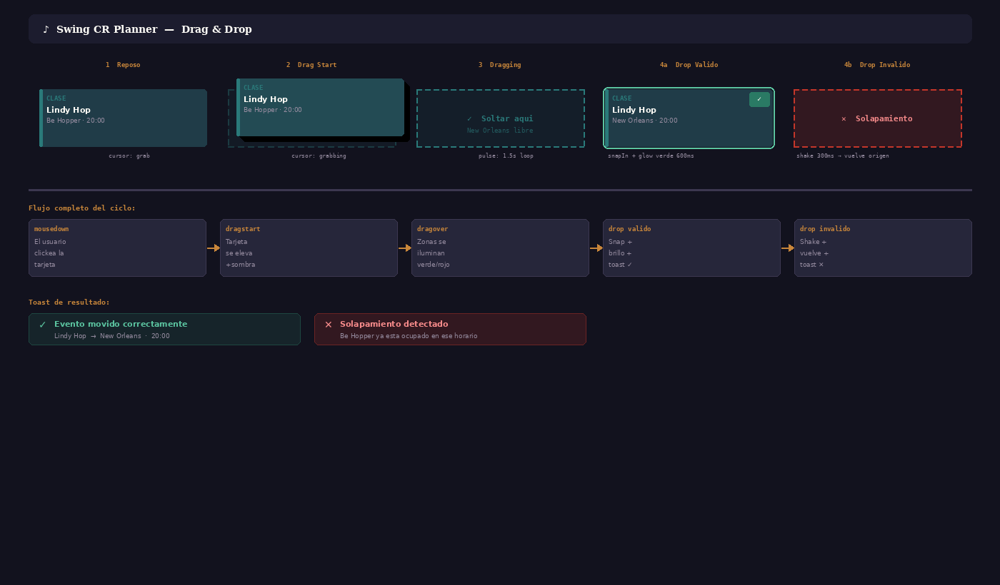 ♪ Swing CR Planner — Drag & Drop
1 Reposo
2 Drag Start
3 Dragging
4a Drop Valido
4b Drop Invalido
CLASE
Lindy Hop
Be Hopper · 20:00
cursor: grab
CLASE
Lindy Hop
Be Hopper · 20:00
cursor: grabbing
✓ Soltar aqui
New Orleans libre
pulse: 1.5s loop
CLASE
Lindy Hop
New Orleans · 20:00
✓
snapIn + glow verde 600ms
✕ Solapamiento
shake 300ms → vuelve origen
Flujo completo del ciclo:
mousedown
El usuario
clickea la
tarjeta
dragstart
Tarjeta
se eleva
+sombra
dragover
Zonas se
iluminan
verde/rojo
drop valido
Snap +
brillo +
toast ✓
drop invalido
Shake +
vuelve +
toast ✕
Toast de resultado:
✓ Evento movido correctamente
Lindy Hop → New Orleans · 20:00
✕ Solapamiento detectado
Be Hopper ya esta ocupado en ese horario